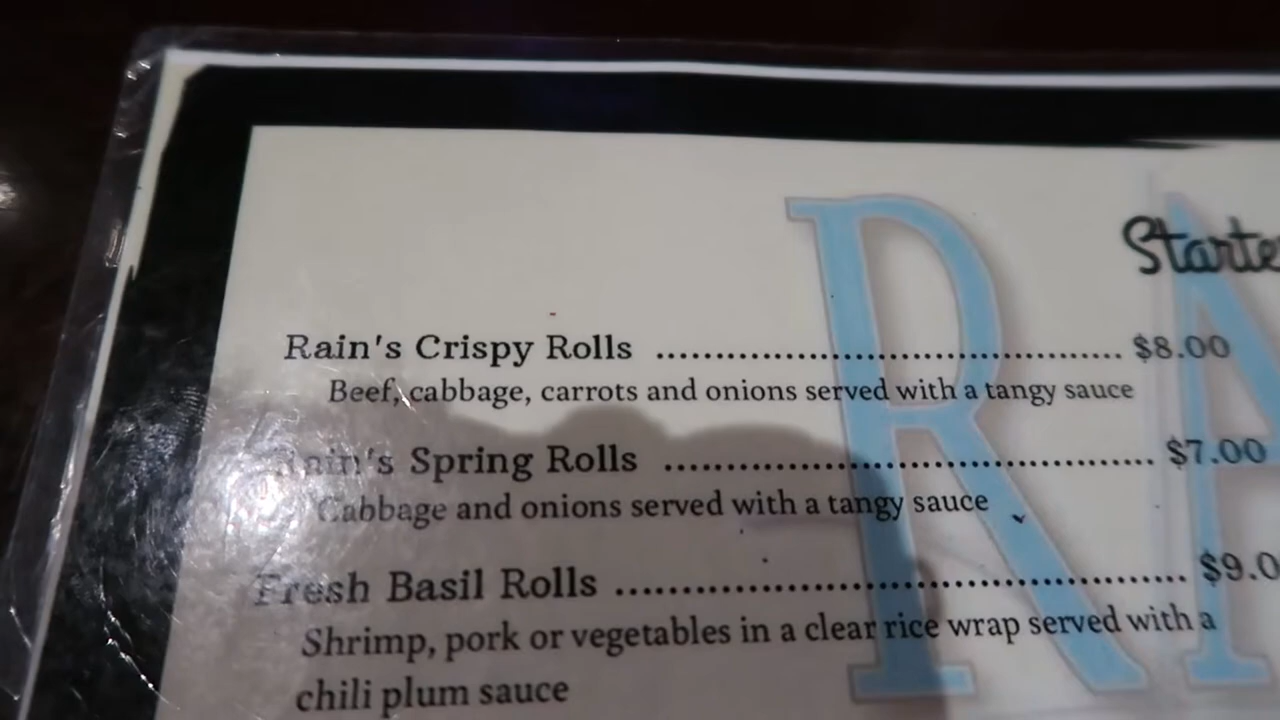 RA
Starte
Rain's Crispy Rolls ........................................ $8.00
Beef, cabbage, carrots and onions served with a tangy sauce
Rain's Spring Rolls .......................................... $7.00
Cabbage and onions served with a tangy sauce
Fresh Basil Rolls ................................................ $9.0
Shrimp, pork or vegetables in a clear rice wrap served with a
chili plum sauce